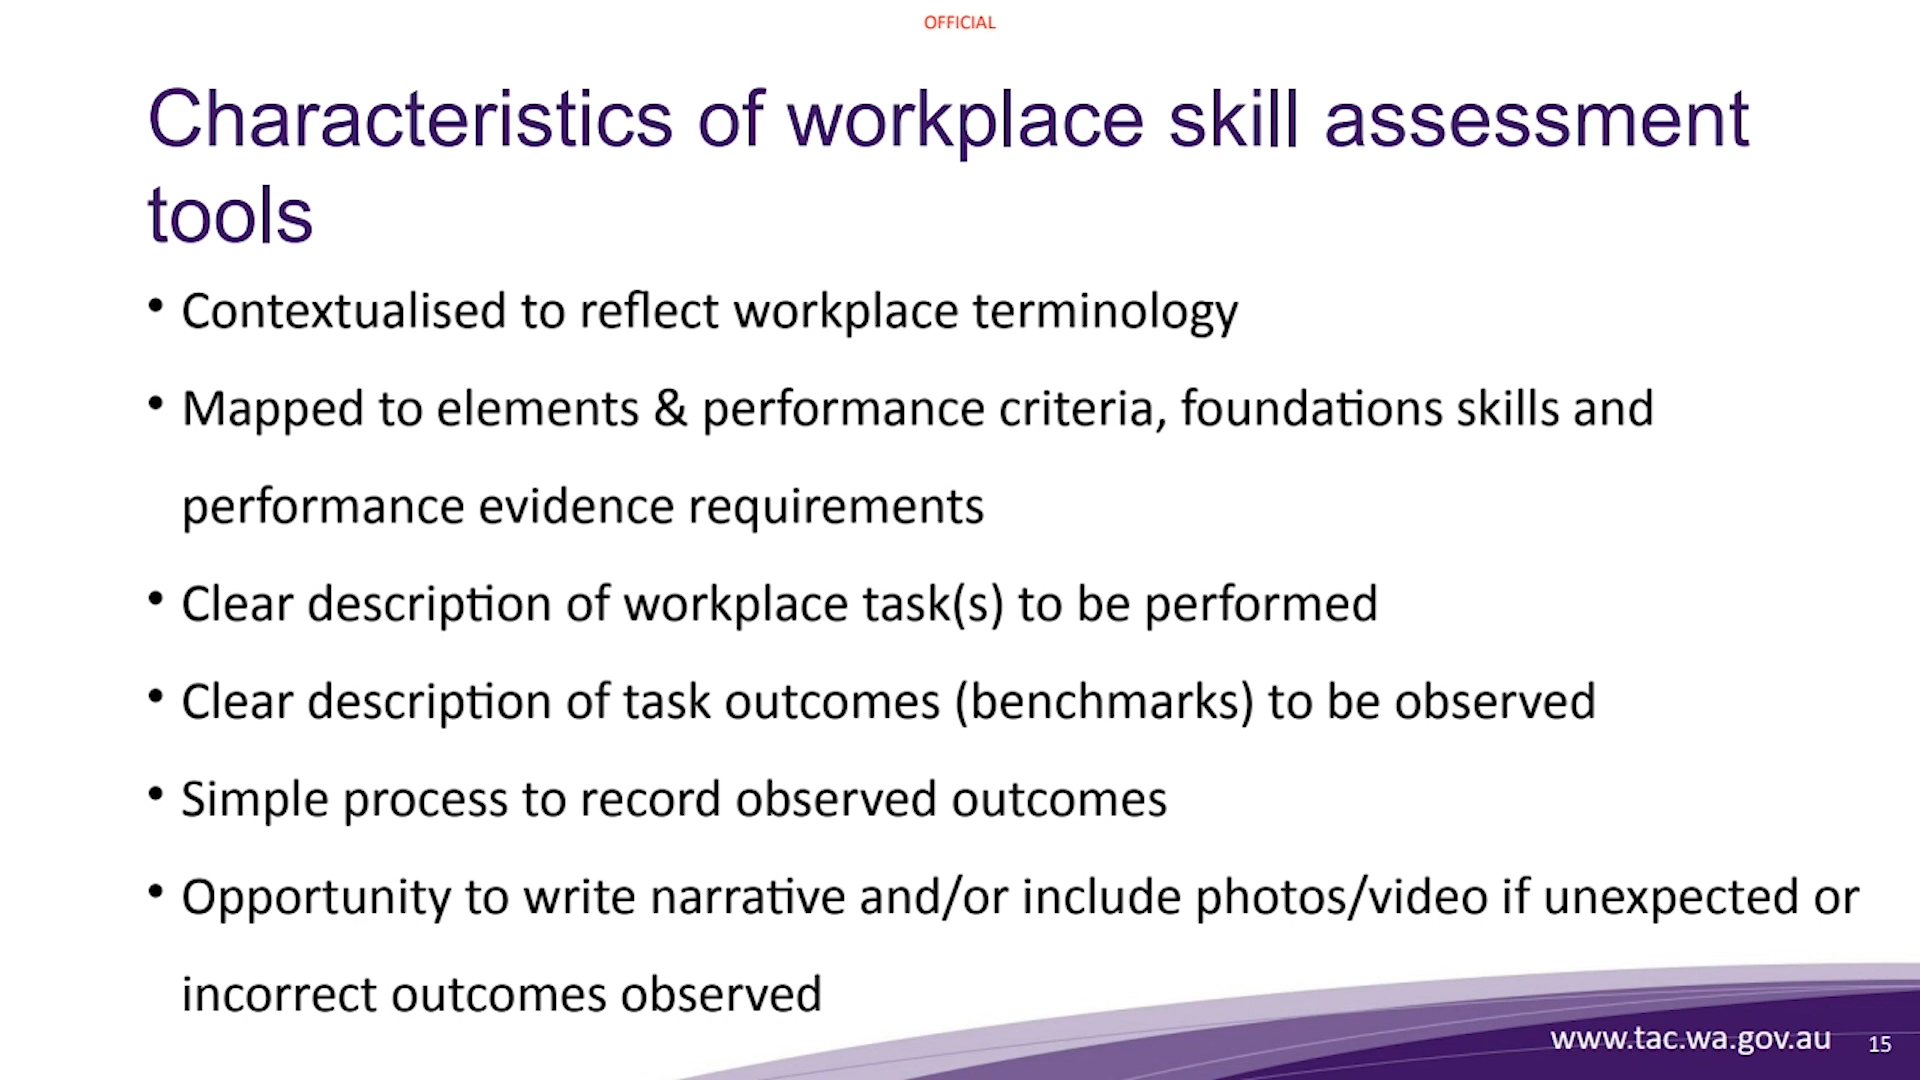 OFFICIAL
Characteristics of workplace skill assessment
tools
• Contextualised to reflect workplace terminology
• Mapped to elements & performance criteria, foundations skills and
performance evidence requirements
• Clear description of workplace task(s) to be performed
• Clear description of task outcomes (benchmarks) to be observed
• Simple process to record observed outcomes
• Opportunity to write narrative and/or include photos/video if unexpected or
incorrect outcomes observed
www.tac.wa.gov.au 15